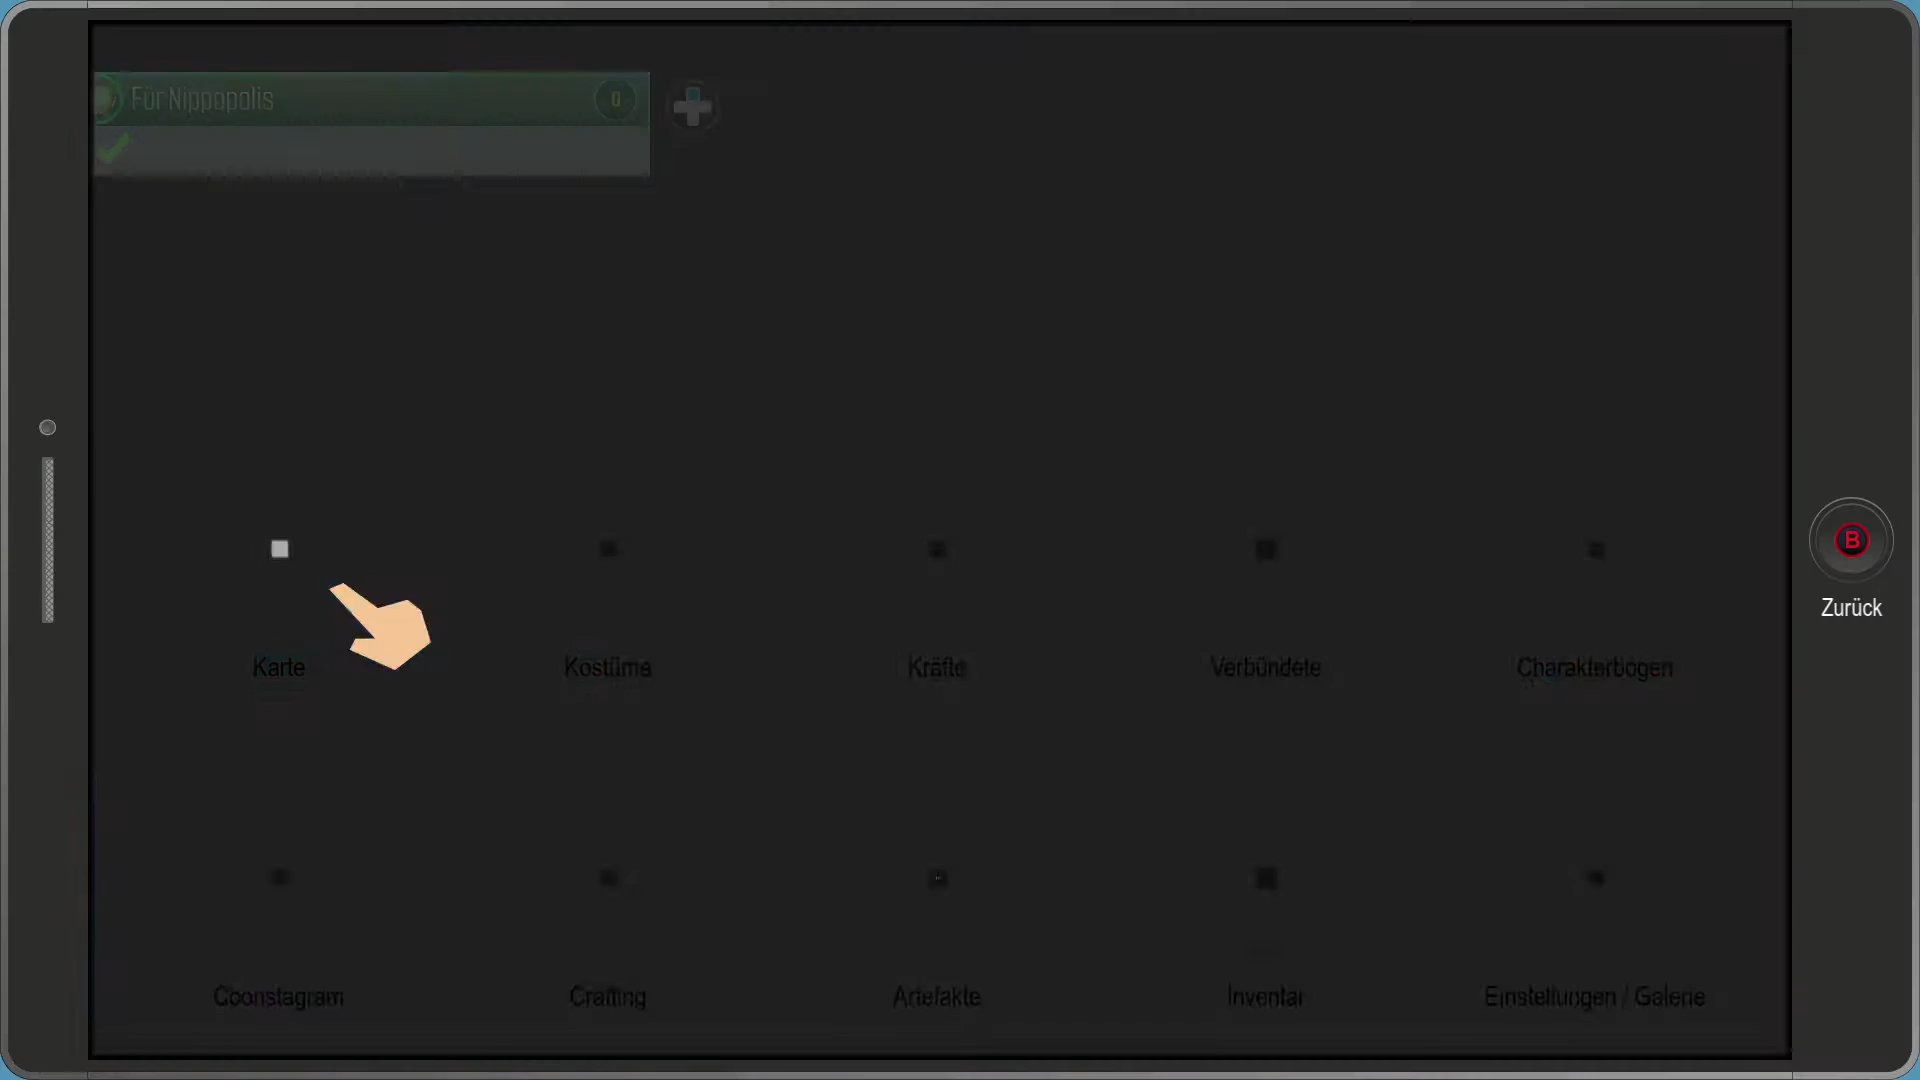 Für Nippopolis 0
B
Zurück
Karte Kostüme Kräfte Verbündete Charakterbogen
Coonstagram Crafting Artefakte Inventar Einstellungen / Galerie